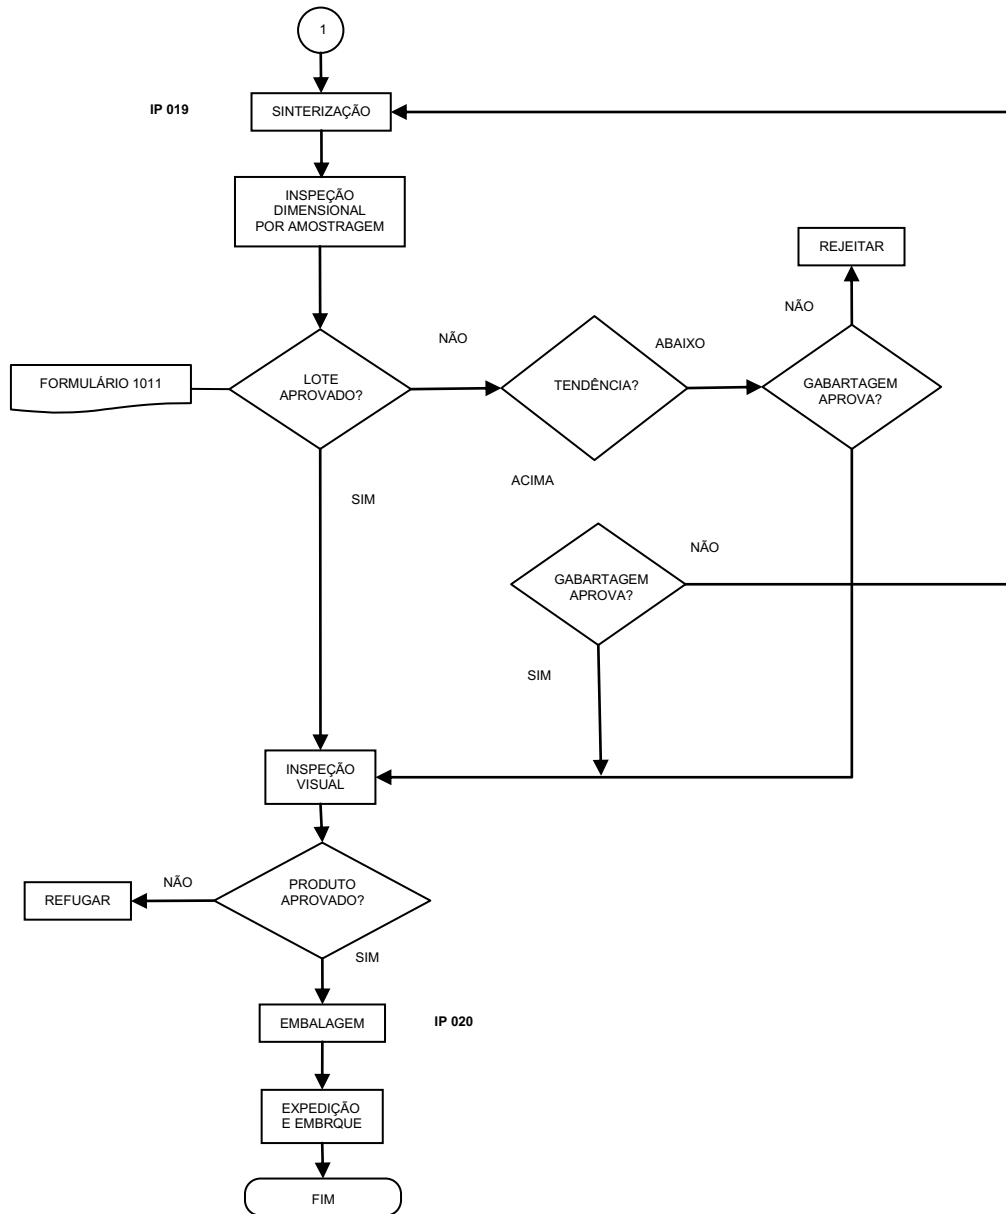 1
IP 019
SINTERIZAÇÃO
INSPEÇÃO
DIMENSIONAL
POR AMOSTRAGEM
REJEITAR
NÃO
NÃO
ABAIXO
FORMULÁRIO 1011
LOTE
APROVADO?
TENDÊNCIA?
GABARTAGEM
APROVA?
ACIMA
SIM
NÃO
GABARTAGEM
APROVA?
SIM
INSPEÇÃO
VISUAL
NÃO
PRODUTO
APROVADO?
REFUGAR
SIM
EMBALAGEM
IP 020
EXPEDIÇÃO
E EMBRQUE
FIM